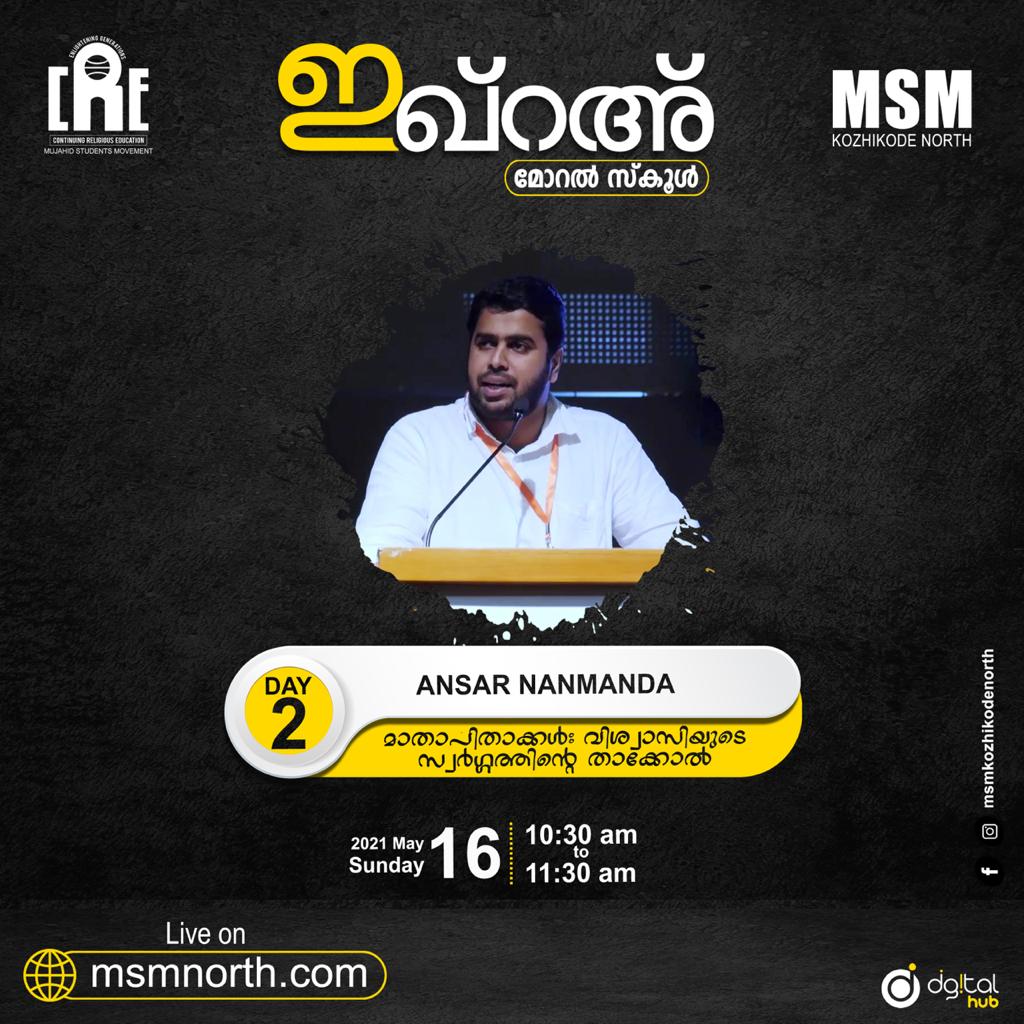 ENLIGHTENING GENERATIONS
CRE
CONTINUING RELIGIOUS EDUCATION
MUJAHID STUDENTS MOVEMENT
ഇഖ്റഅ്
മോറൽ സ്കൂൾ
MSM
KOZHIKODE NORTH
DAY
2
ANSAR NANMANDA
മാതാപിതാക്കൾ: വിശ്വാസിയുടെ
സ്വർഗ്ഗത്തിന്റെ താക്കോൽ
2021 May
Sunday
16
10:30 am
to
11:30 am
msmkozhikodenorth
Live on
msmnorth.com
dg!tal
hub